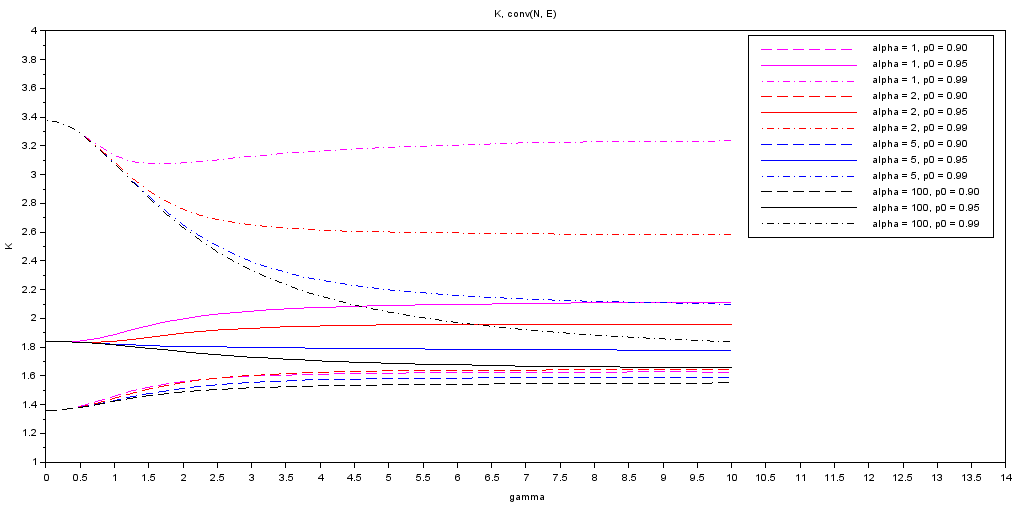 K, conv(N, E)
4
3.8
3.6
3.4
3.2
3
2.8
2.6
2.4
2.2
2
1.8
1.6
1.4
1.2
1
K
alpha = 1, p0 = 0.90
alpha = 1, p0 = 0.95
alpha = 1, p0 = 0.99
alpha = 2, p0 = 0.90
alpha = 2, p0 = 0.95
alpha = 2, p0 = 0.99
alpha = 5, p0 = 0.90
alpha = 5, p0 = 0.95
alpha = 5, p0 = 0.99
alpha = 100, p0 = 0.90
alpha = 100, p0 = 0.95
alpha = 100, p0 = 0.99
0 0.5 1 1.5 2 2.5 3 3.5 4 4.5 5 5.5 6 6.5 7 7.5 8 8.5 9 9.5 10 10.5 11 11.5 12 12.5 13 13.5 14
gamma